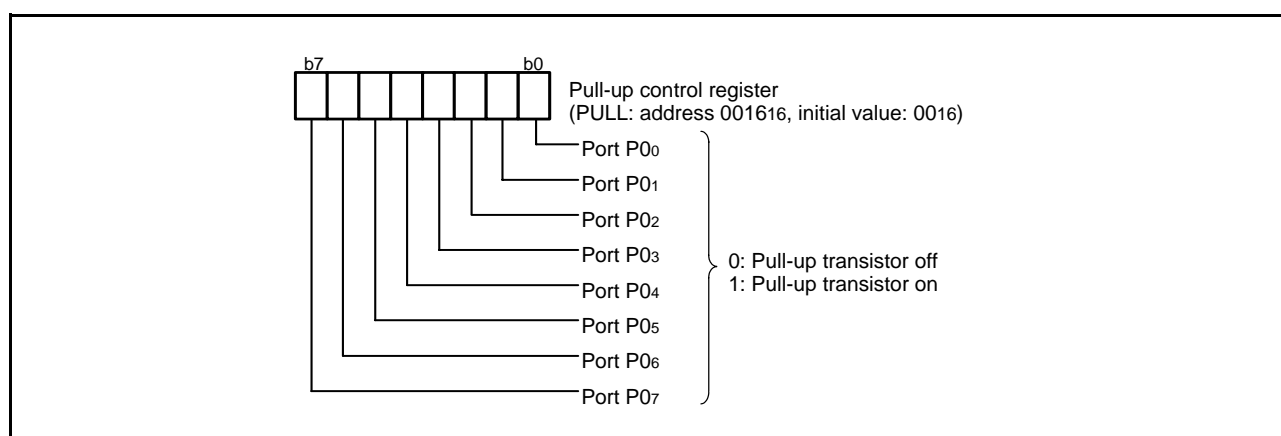 b7 b0
Pull-up control register
(PULL: address 001616, initial value: 0016)
Port P00
Port P01
Port P02
Port P03
Port P04
Port P05
Port P06
Port P07
0: Pull-up transistor off
1: Pull-up transistor on